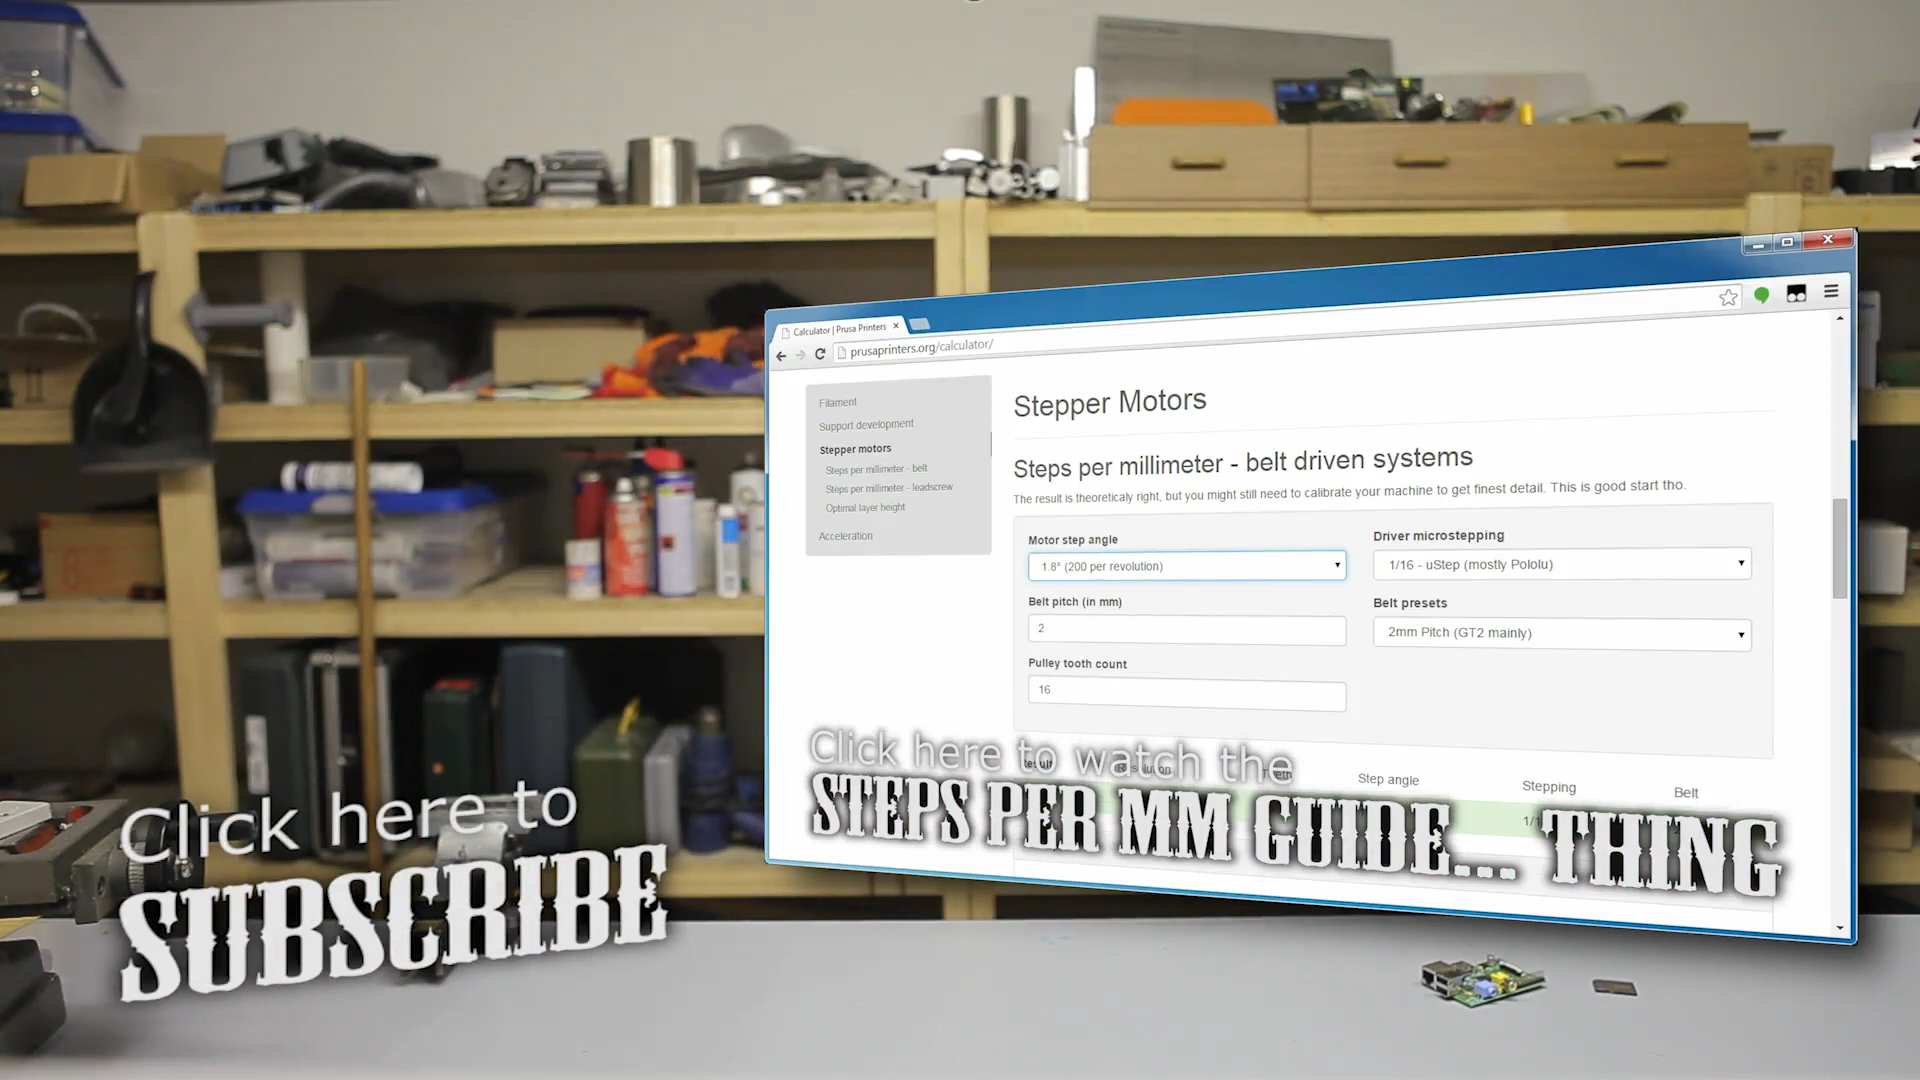 Calculator | Prusa Printers
prusaprinters.org/calculator/
Filament
Support development
Stepper motors
Steps per millimeter - belt
Steps per millimeter - leadscrew
Optimal layer height
Acceleration
Stepper Motors
Steps per millimeter - belt driven systems
The result is theoreticaly right, but you might still need to calibrate your machine to get finest detail. This is good start tho.
Motor step angle
1.8° (200 per revolution)
Driver microstepping
1/16 - uStep (mostly Pololu)
Belt pitch (in mm)
2
Belt presets
2mm Pitch (GT2 mainly)
Pulley tooth count
16
Result Resolution Teeth Step angle Stepping Belt
Click here to watch the
STEPS PER MM GUIDE... THING
Click here to
SUBSCRIBE